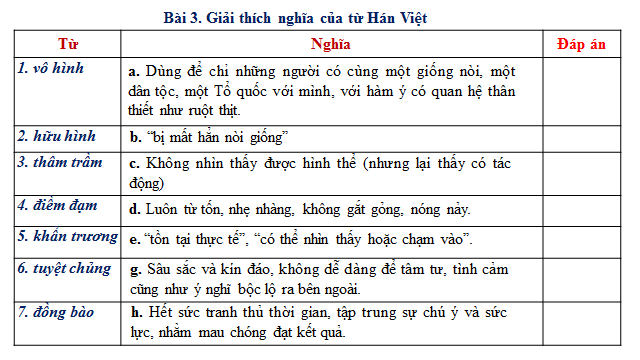 Bài 3. Giải thích nghĩa của từ Hán Việt
Từ Nghĩa Đáp án
1. vô hình a. Dùng để chỉ những người có cùng một giống nòi, một
dân tộc, một Tổ quốc với mình, với hàm ý có quan hệ thân
thiết như ruột thịt.
2. hữu hình b. “bị mất hẳn nòi giống”
3. thâm trầm c. Không nhìn thấy được hình thể (nhưng lại thấy có tác
động)
4. điềm đạm d. Luôn từ tốn, nhẹ nhàng, không gắt gỏng, nóng nảy.
5. khẩn trương e. “tồn tại thực tế”, “có thể nhìn thấy hoặc chạm vào”.
6. tuyệt chủng g. Sâu sắc và kín đáo, không dễ dàng để tâm tư, tình cảm
cũng như ý nghĩ bộc lộ ra bên ngoài.
7. đồng bào h. Hết sức tranh thủ thời gian, tập trung sự chú ý và sức
lực, nhằm mau chóng đạt kết quả.